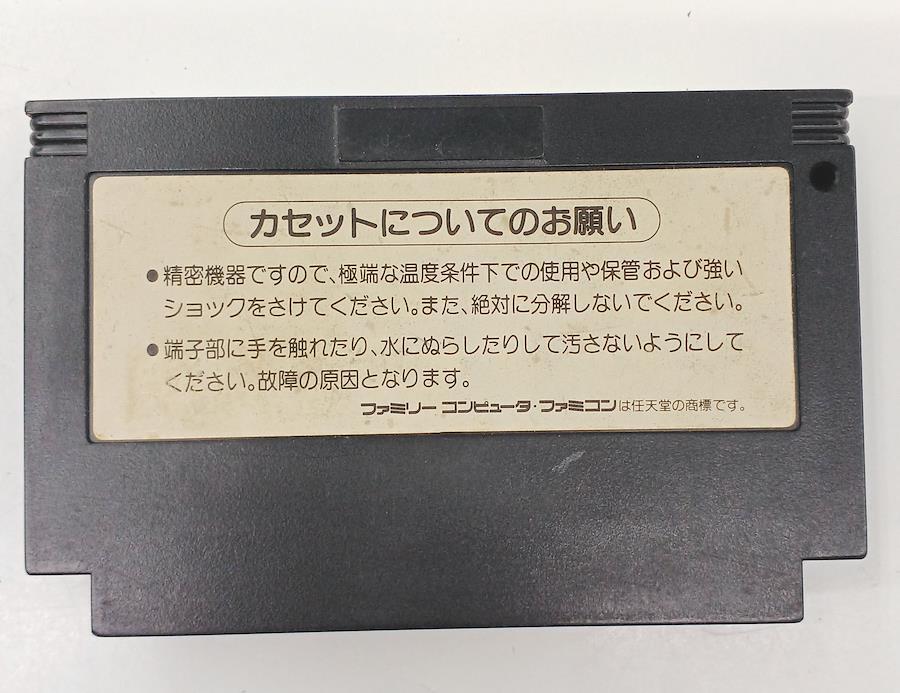 カセットについてのお願い
●精密機器ですので、極端な温度条件下での使用や保管および強い
ショックをさけてください。また、絶対に分解しないでください。
●端子部に手を触れたり、水にぬらしたりして汚さないようにして
ください。故障の原因となります。
ファミリー コンピュータ・ファミコンは任天堂の商標です。